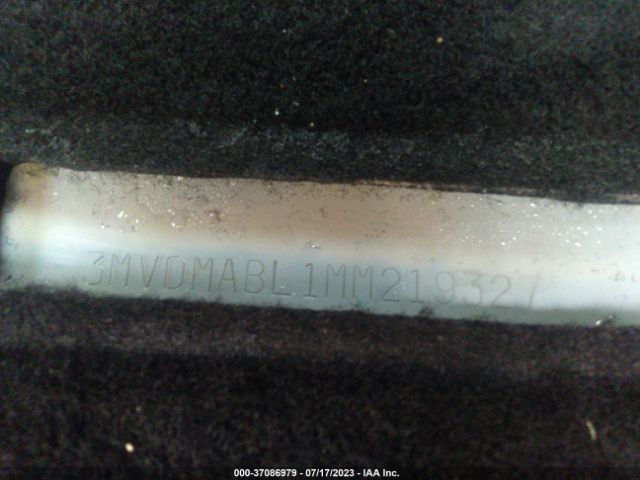 3MVDMABL1MM219327
000-37086979 - 07/17/2023 - IAA Inc.